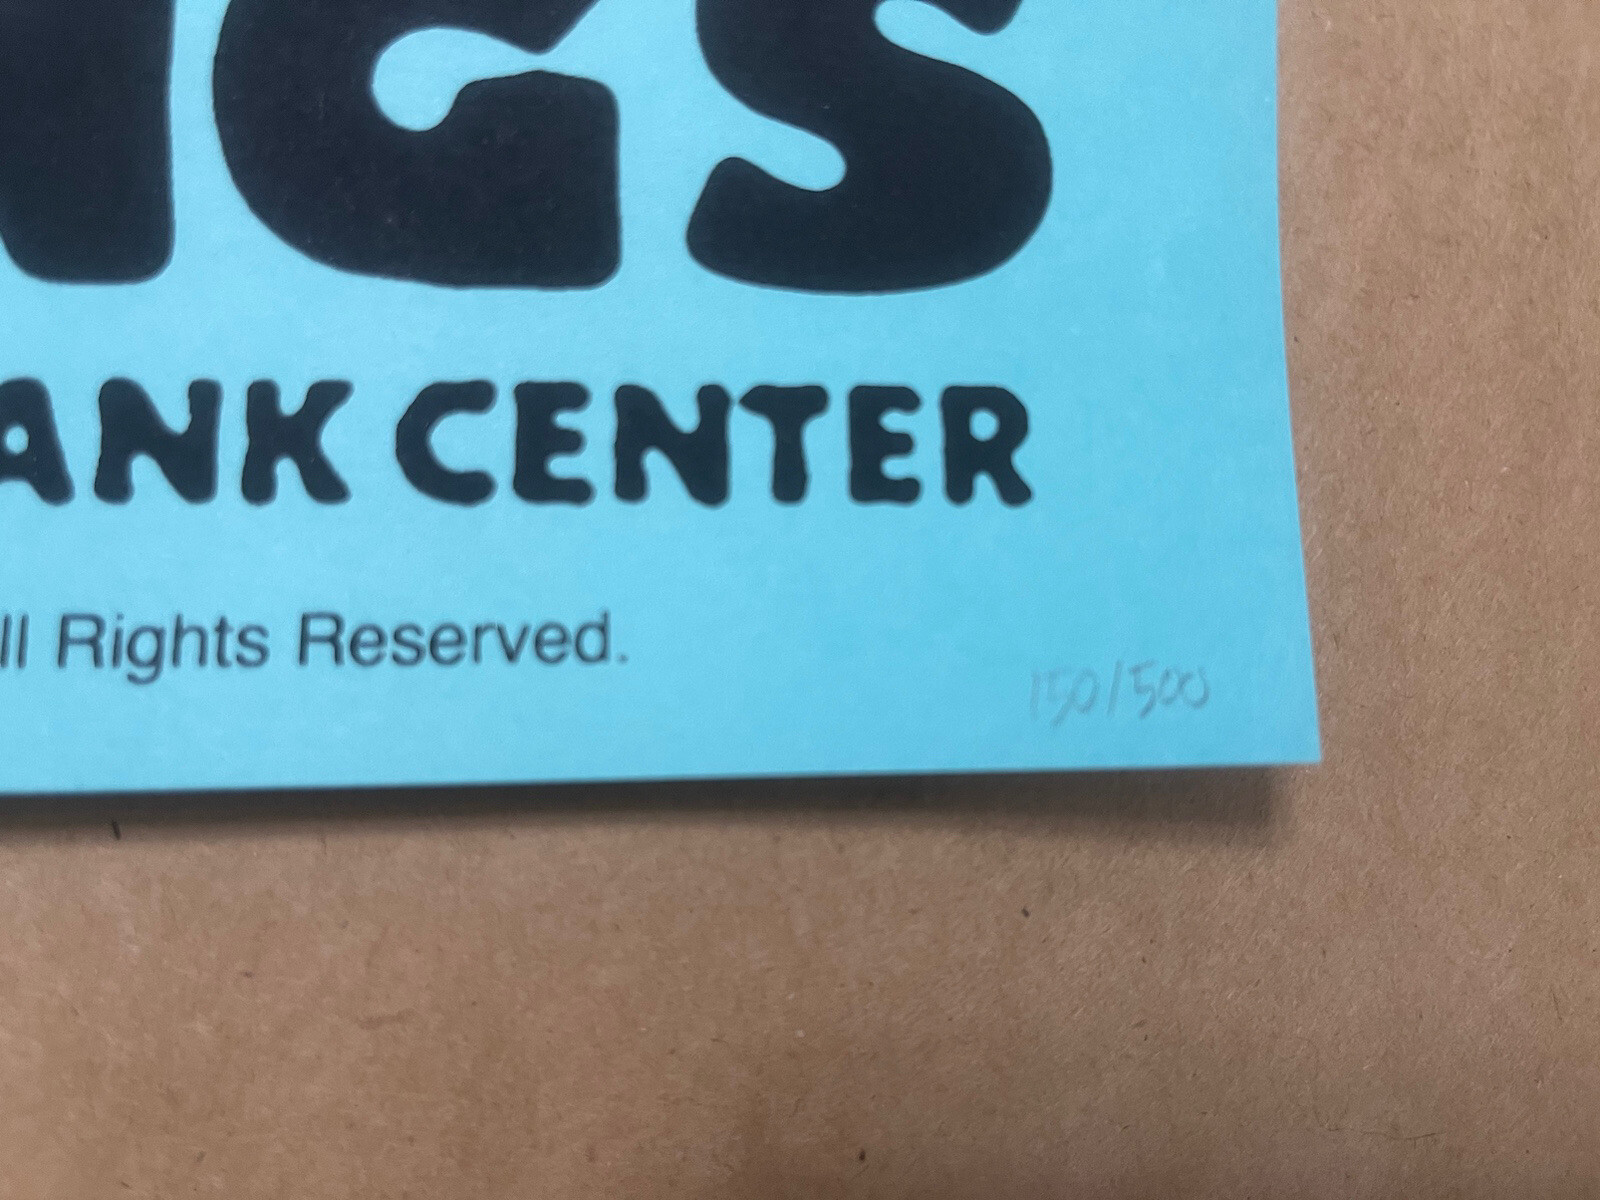 NGS
ANK CENTER
ll Rights Reserved.
150/500